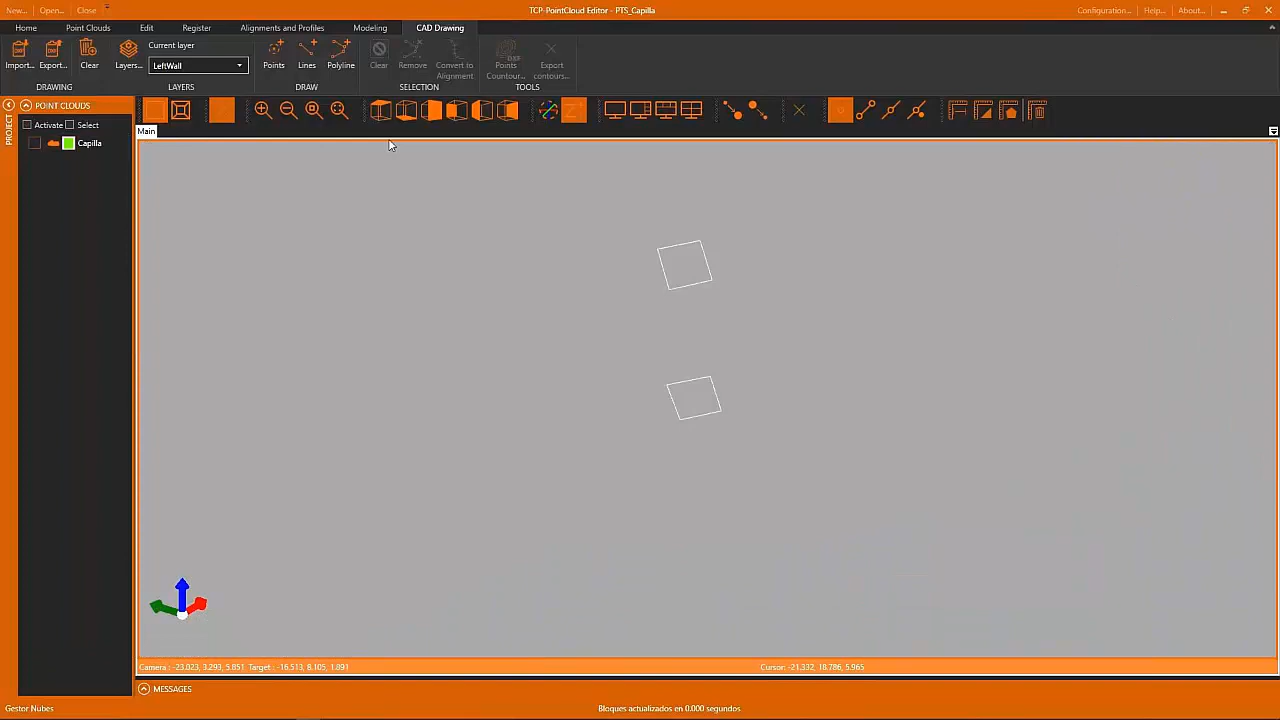 New... Open... Close TCP-PointCloud Editor - PTS_Capilla Configuration... Help... About...
Home Point Clouds Edit Register Alignments and Profiles Modeling CAD Drawing
Current layer
Import... Export... Clear Layers... LeftWall Points Lines Polyline Clear Remove Convert to Alignment Points Countour... Export contours...
DRAWING LAYERS DRAW SELECTION TOOLS
PROJECT
POINT CLOUDS
Activate Select
Capilla
Main
Camera : -23.023, 3.293, 5.851 Target : -16.513, 8.105, 1.891 Cursor: -21.332, 18.786, 5.965
MESSAGES
Gestor Nubes Bloques actualizados en 0.000 segundos